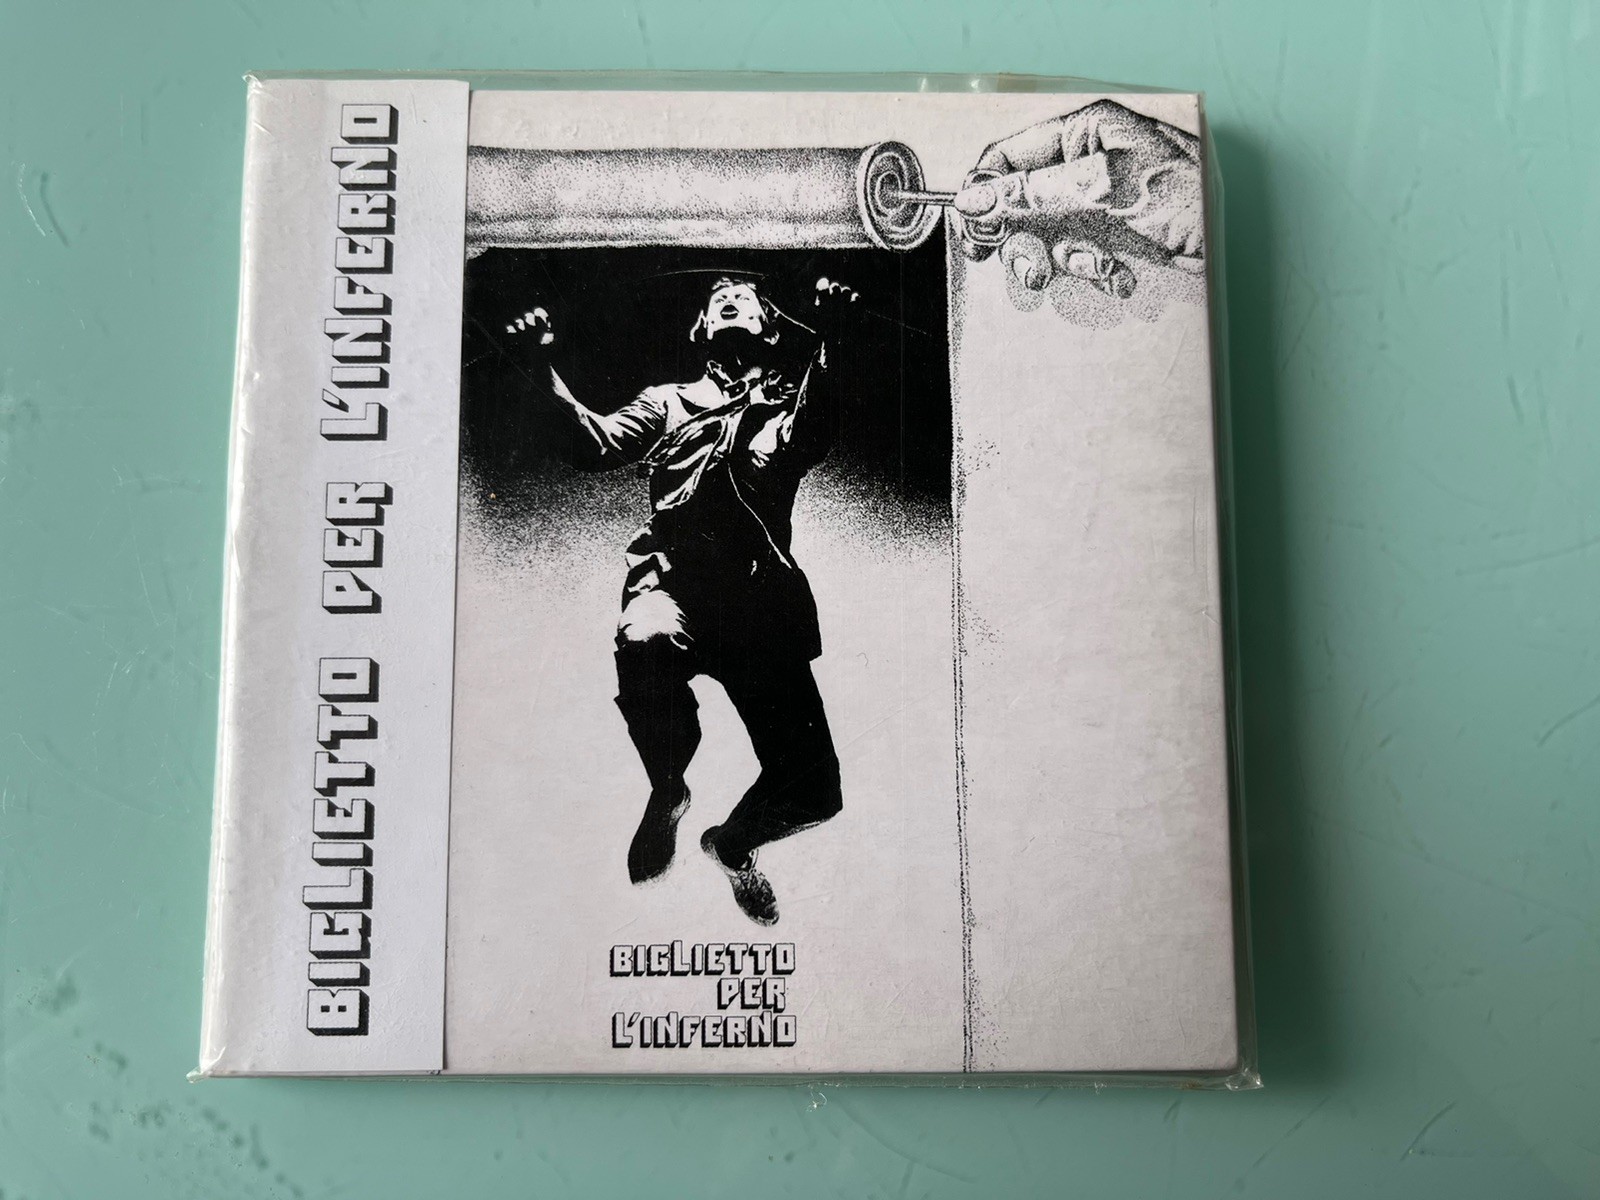 BIGLIETTO PER L'INFERNO
BIGLIETTO
PER
L'INFERNO